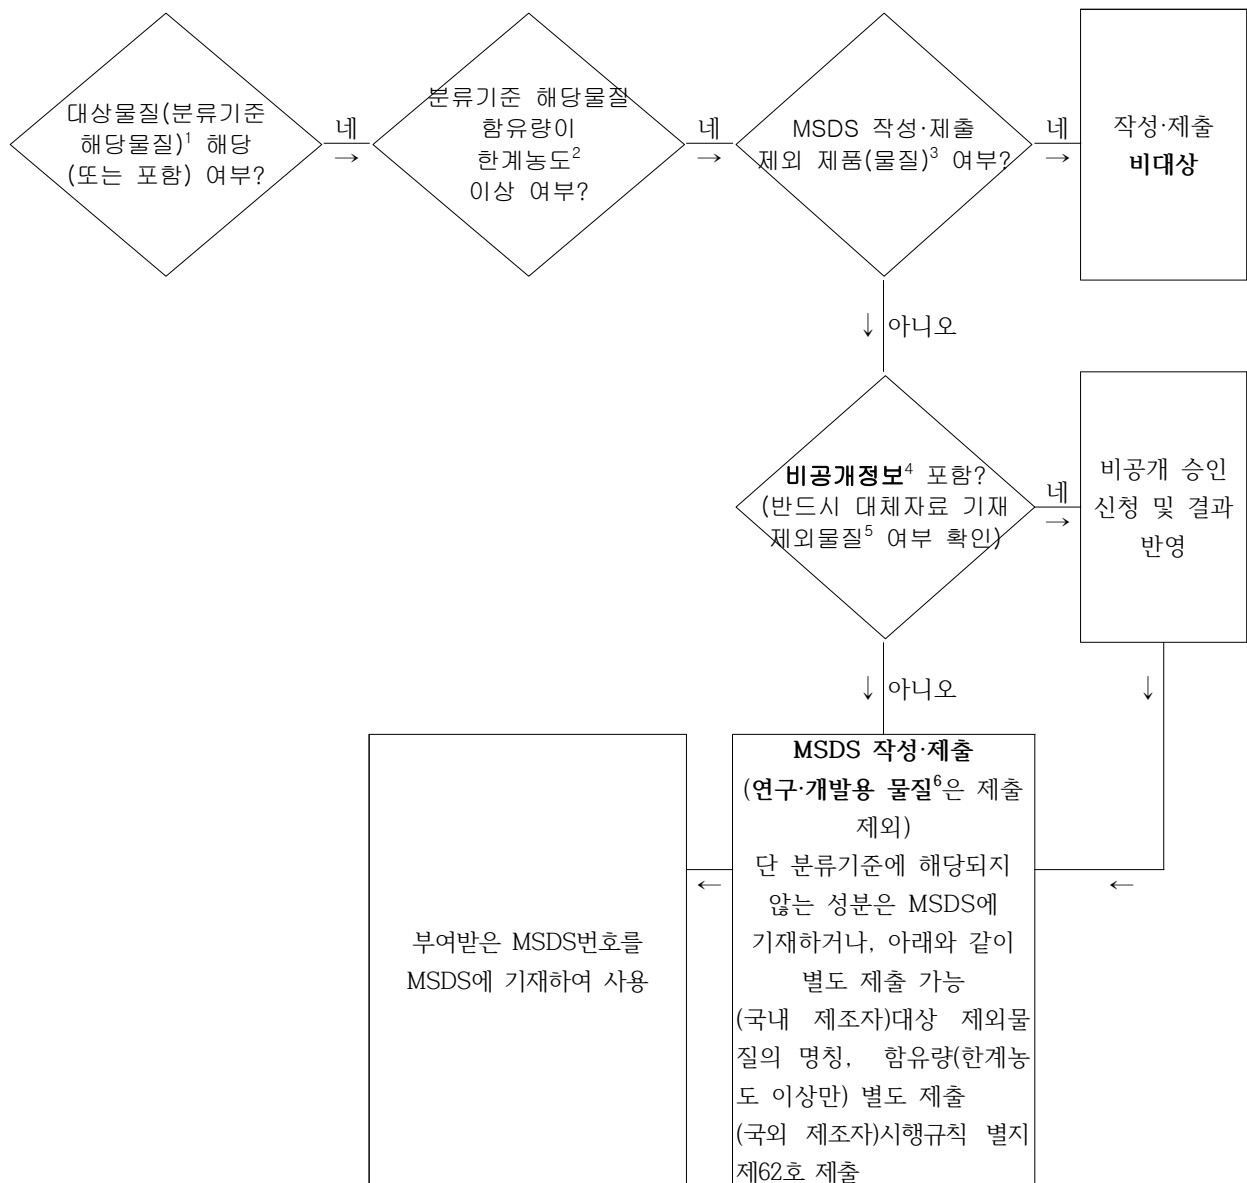 대상물질(분류기준
해당물질)1 해당
(또는 포함) 여부?
네
→
분류기준 해당물질
함유량이
한계농도2
이상 여부?
네
→
MSDS 작성·제출
제외 제품(물질)3 여부?
네
→
작성·제출
비대상
↓ 아니오
비공개정보4 포함?
(반드시 대체자료 기재
제외물질5 여부 확인)
네
→
비공개 승인
신청 및 결과
반영
↓ 아니오
↓
MSDS 작성·제출
(연구·개발용 물질6은 제출
제외)
단 분류기준에 해당되지
않는 성분은 MSDS에
기재하거나, 아래와 같이
별도 제출 가능
(국내 제조자)대상 제외물
질의 명칭, 함유량(한계농
도 이상만) 별도 제출
(국외 제조자)시행규칙 별지
제62호 제출
←
←
부여받은 MSDS번호를
MSDS에 기재하여 사용